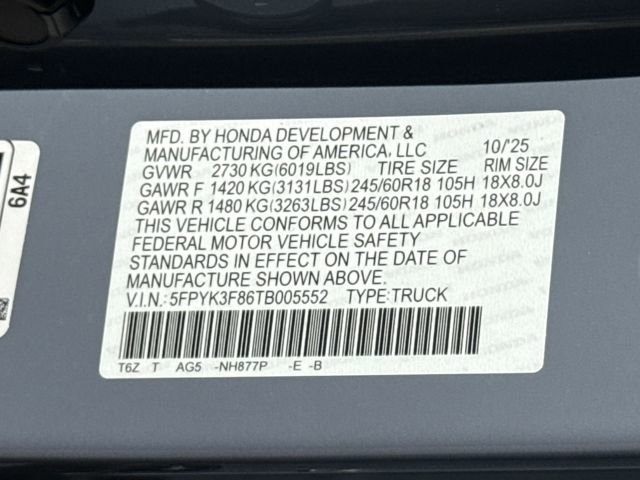 MFD. BY HONDA DEVELOPMENT &
MANUFACTURING OF AMERICA, LLC 10/'25
GVWR 2730 KG(6019LBS) TIRE SIZE RIM SIZE
GAWR F 1420 KG(3131LBS) 245/60R18 105H 18X8.0J
GAWR R 1480 KG(3263LBS) 245/60R18 105H 18X8.0J
THIS VEHICLE CONFORMS TO ALL APPLICABLE
FEDERAL MOTOR VEHICLE SAFETY
STANDARDS IN EFFECT ON THE DATE OF
MANUFACTURE SHOWN ABOVE.
V.I.N.: 5FPYK3F86TB005552 TYPE:TRUCK
T6Z T AG5 -NH877P -E -B
6A4